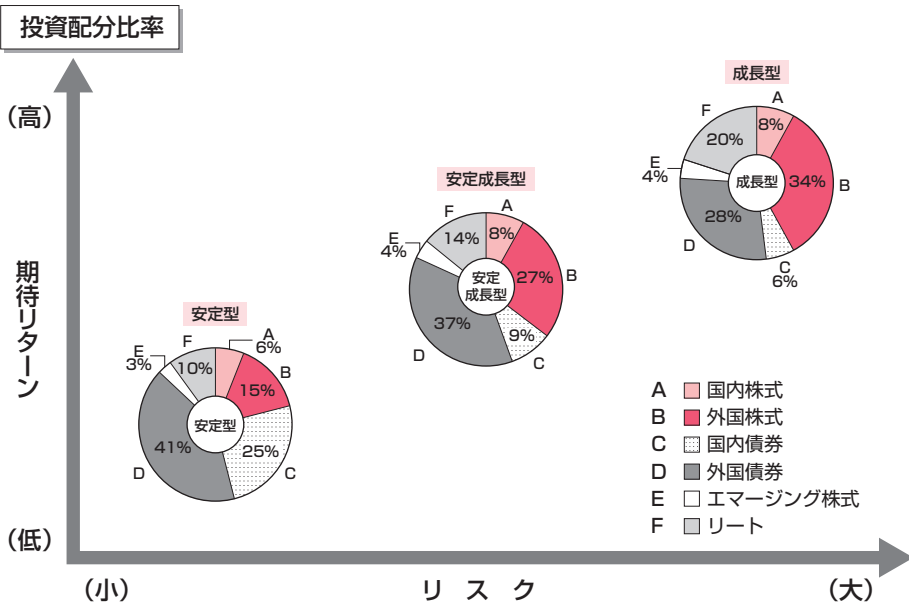 投資配分比率
(高)
期待リターン
(低)
(小)
リスク
(大)
成長型
A
8%
B
34%
C
6%
D
28%
E
4%
F
20%
成長型
安定成長型
A
8%
B
27%
C
9%
D
37%
E
4%
F
14%
安定
成長型
安定型
A
6%
B
15%
C
25%
D
41%
E
3%
F
10%
安定型
A 国内株式
B 外国株式
C 国内債券
D 外国債券
E エマージング株式
F リート